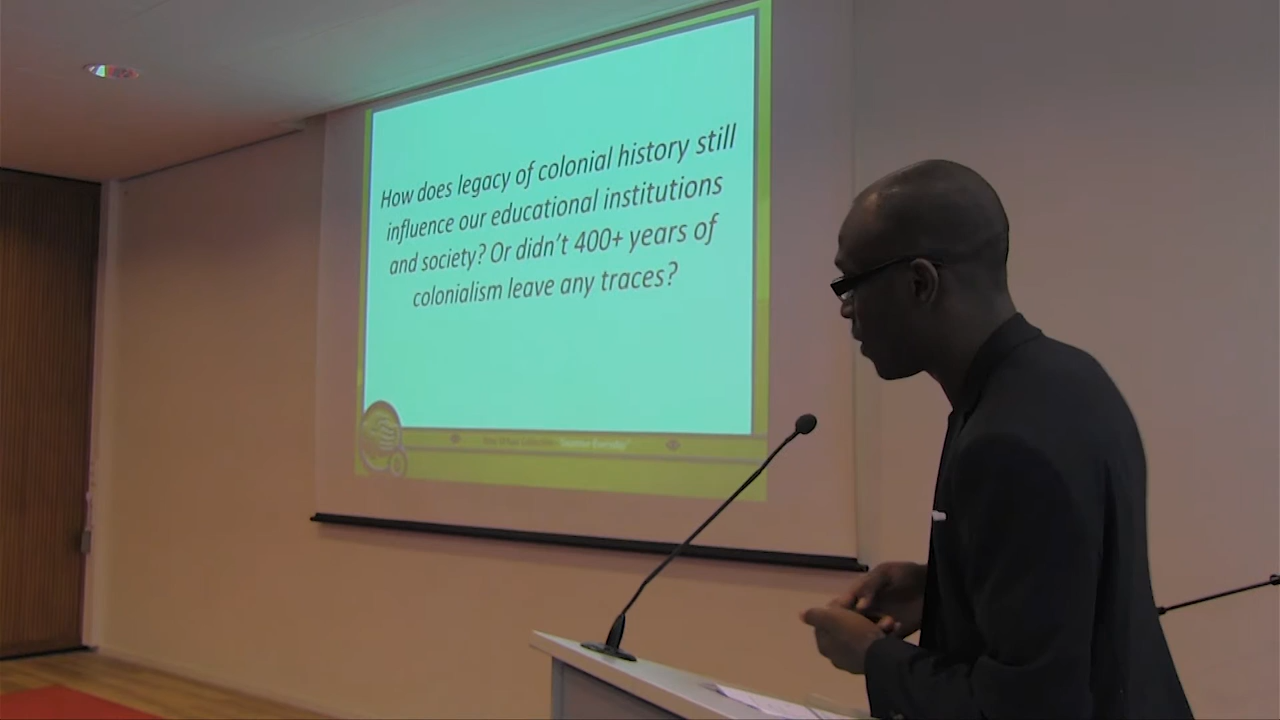 How does legacy of colonial history still
influence our educational institutions
and society? Or didn't 400+ years of
colonialism leave any traces?